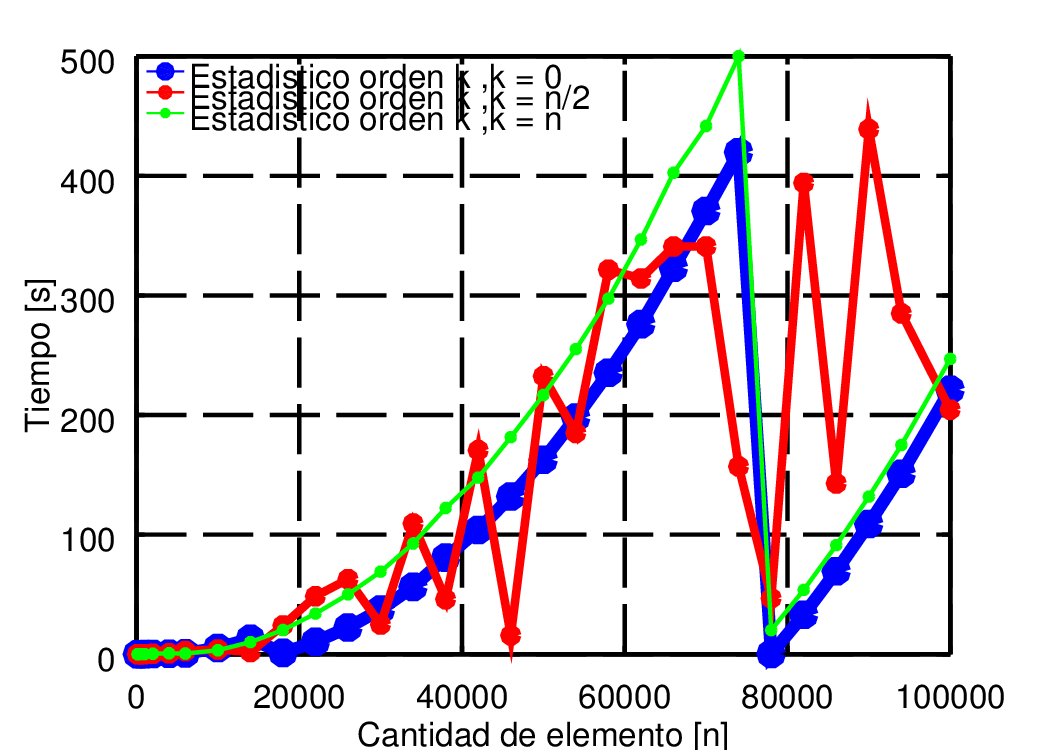 500
400
300
200
100
0
Estadistico orden k ,k = 0
Estadistico orden k ,k = n/2
Estadistico orden k ,k = n
Tiempo [s]
0 20000 40000 60000 80000 100000
Cantidad de elemento [n]